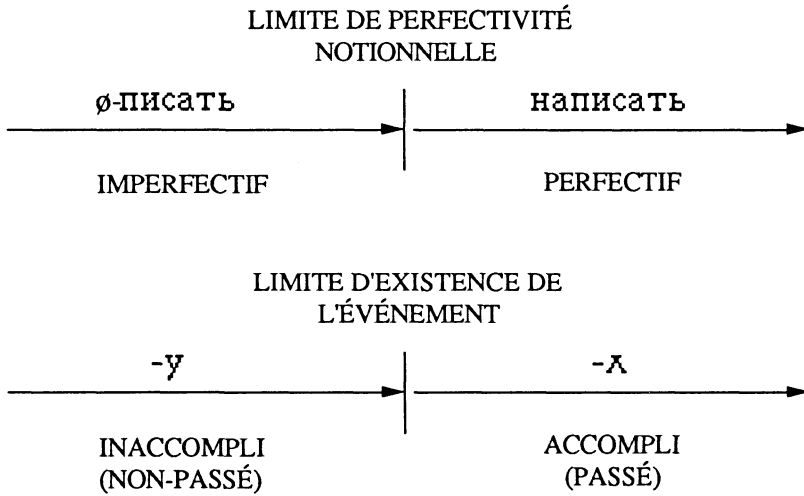 LIMITE DE PERFECTIVITÉ
NOTIONNELLE
ø-писать написать
IMPERFECTIF PERFECTIF
LIMITE D'EXISTENCE DE
L'ÉVÉNEMENT
-у -л
INACCOMPLI ACCOMPLI
(NON-PASSÉ) (PASSÉ)